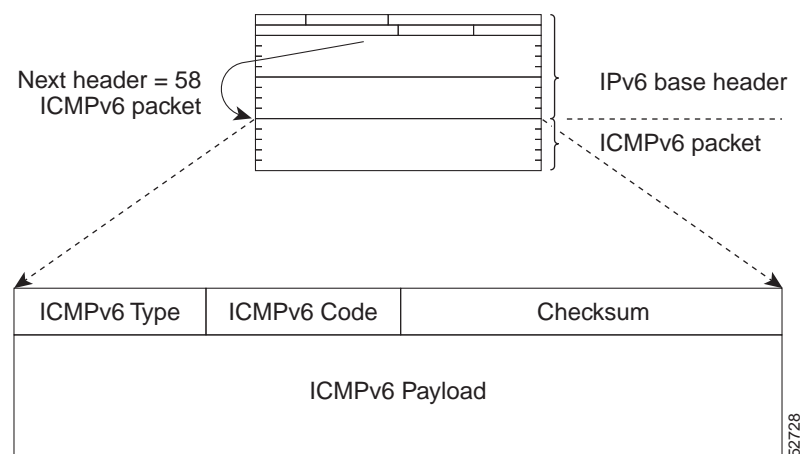 Next header = 58
ICMPv6 packet
IPv6 base header
ICMPv6 packet
ICMPv6 Type
ICMPv6 Code
Checksum
ICMPv6 Payload
52728